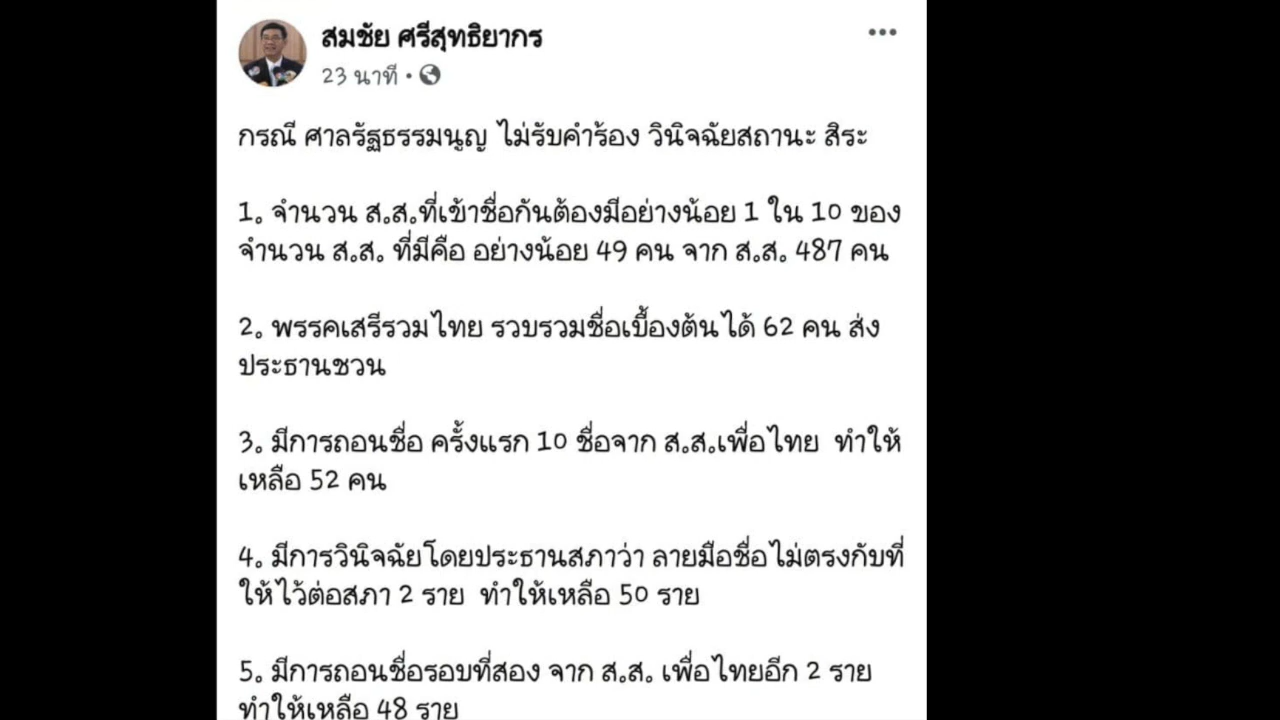 สมชัย ศรีสุทธิยากร
23 นาที •
กรณี ศาลรัฐธรรมนูญ ไม่รับคำร้อง วินิจฉัยสถานะ สิระ
1. จำนวน ส.ส.ที่เข้าชื่อกันต้องมีอย่างน้อย 1 ใน 10 ของ
จำนวน ส.ส. ที่มีคือ อย่างน้อย 49 คน จาก ส.ส. 487 คน
2. พรรคเสรีรวมไทย รวบรวมชื่อเบื้องต้นได้ 62 คน ส่ง
ประธานชวน
3. มีการถอนชื่อ ครั้งแรก 10 ชื่อจาก ส.ส.เพื่อไทย ทำให้
เหลือ 52 คน
4. มีการวินิจฉัยโดยประธานสภาว่า ลายมือชื่อไม่ตรงกับที่
ให้ไว้ต่อสภา 2 ราย ทำให้เหลือ 50 ราย
5. มีการถอนชื่อรอบที่สอง จาก ส.ส. เพื่อไทยอีก 2 ราย
ทำให้เหลือ 48 ราย